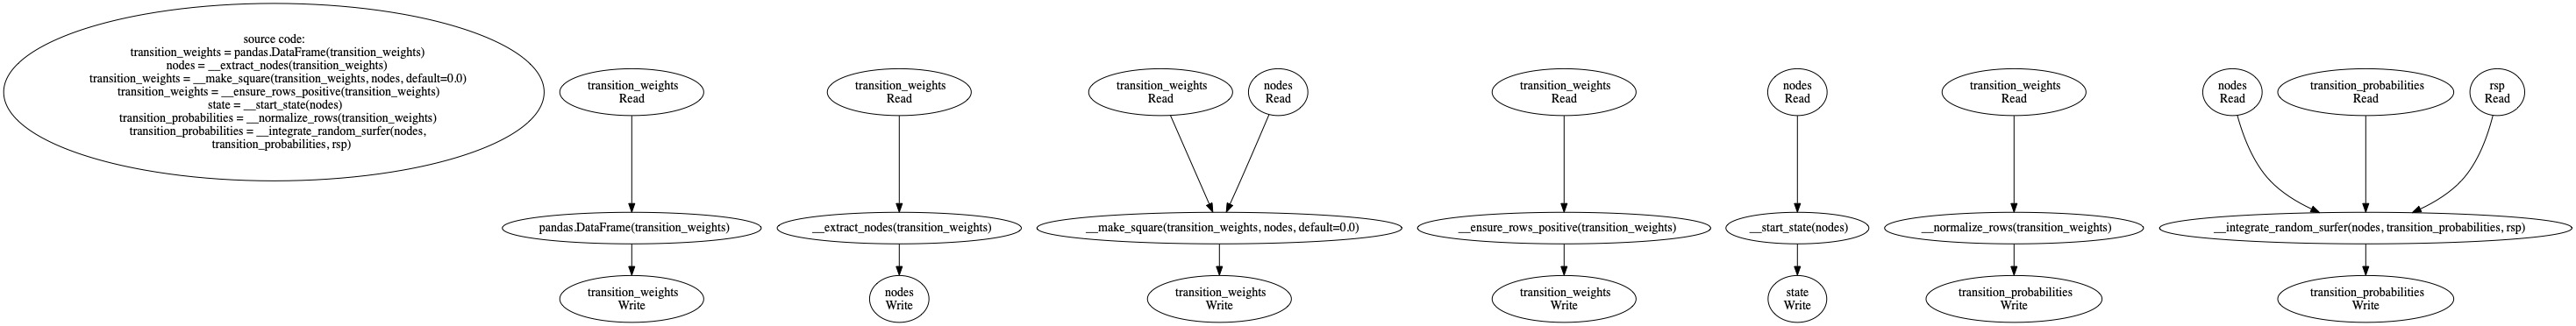 source code:
transition_weights = pandas.DataFrame(transition_weights)
nodes = __extract_nodes(transition_weights)
transition_weights = __make_square(transition_weights, nodes, default=0.0)
transition_weights = __ensure_rows_positive(transition_weights)
state = __start_state(nodes)
transition_probabilities = __normalize_rows(transition_weights)
transition_probabilities = __integrate_random_surfer(nodes,
transition_probabilities, rsp)
transition_weights
Read
pandas.DataFrame(transition_weights)
transition_weights
Write
transition_weights
Read
__extract_nodes(transition_weights)
nodes
Write
transition_weights
Read
nodes
Read
__make_square(transition_weights, nodes, default=0.0)
transition_weights
Write
transition_weights
Read
__ensure_rows_positive(transition_weights)
transition_weights
Write
nodes
Read
__start_state(nodes)
state
Write
transition_weights
Read
__normalize_rows(transition_weights)
transition_probabilities
Write
nodes
Read
transition_probabilities
Read
rsp
Read
__integrate_random_surfer(nodes, transition_probabilities, rsp)
transition_probabilities
Write